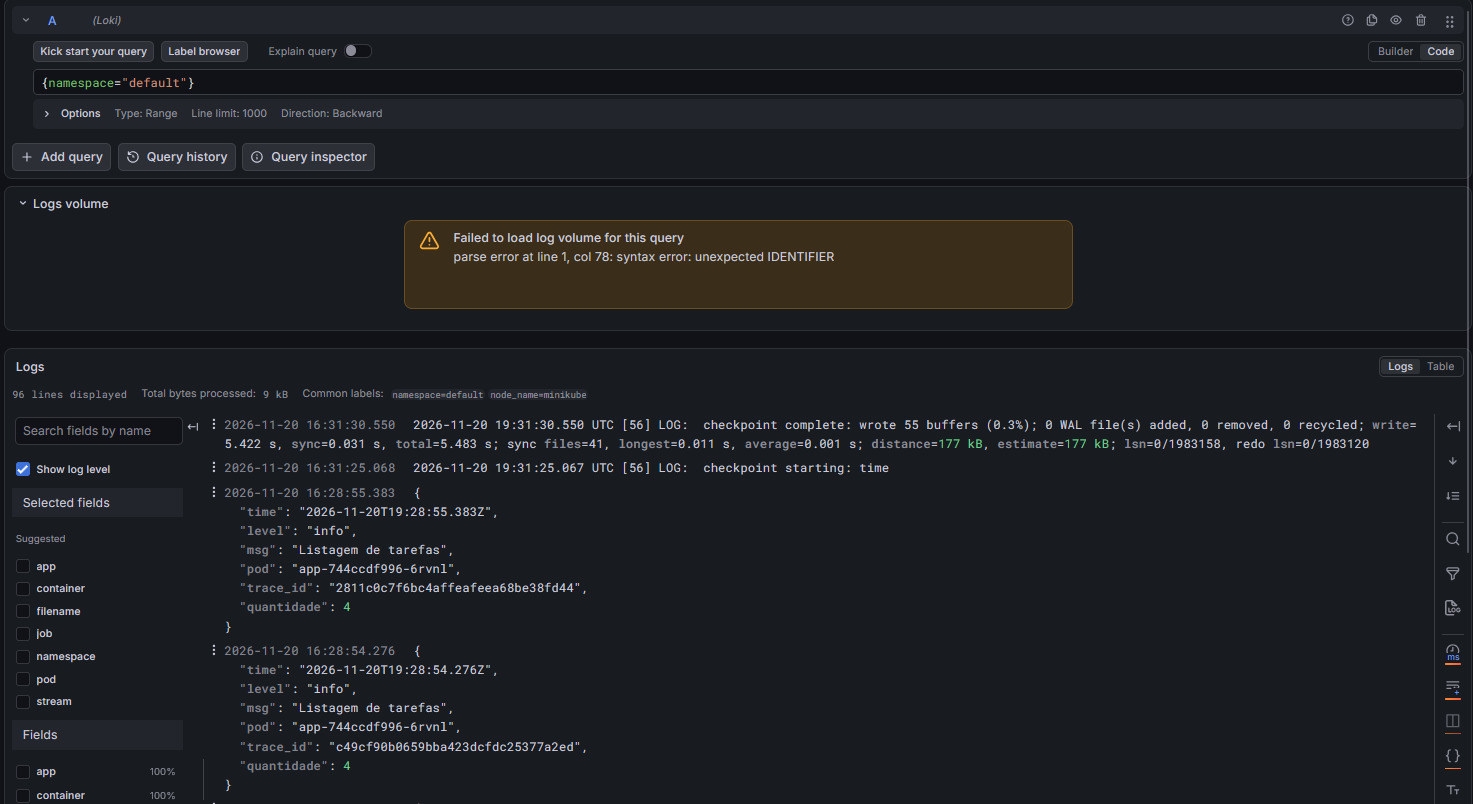 A (Loki)
Kick start your query Label browser Explain query Builder Code
{namespace="default"}
Options Type: Range Line limit: 1000 Direction: Backward
Add query Query history Query inspector
Logs volume
Failed to load log volume for this query
parse error at line 1, col 78: syntax error: unexpected IDENTIFIER
Logs Logs Table
96 lines displayed Total bytes processed: 9 kB Common labels: namespace=default node_name=minikube
Search fields by name
Show log level
Selected fields
Suggested
app
container
filename
job
namespace
pod
stream
Fields
app 100%
container 100%
2026-11-20 16:31:30.550 2026-11-20 19:31:30.550 UTC [56] LOG: checkpoint complete: wrote 55 buffers (0.3%); 0 WAL file(s) added, 0 removed, 0 recycled; write=
5.422 s, sync=0.031 s, total=5.483 s; sync files=41, longest=0.011 s, average=0.001 s; distance=177 kB, estimate=177 kB; lsn=0/1983158, redo lsn=0/1983120
2026-11-20 16:31:25.068 2026-11-20 19:31:25.067 UTC [56] LOG: checkpoint starting: time
2026-11-20 16:28:55.383 {
"time": "2026-11-20T19:28:55.383Z",
"level": "info",
"msg": "Listagem de tarefas",
"pod": "app-744ccdf996-6rvnl",
"trace_id": "2811c0c7f6bc4affeafeea68be38fd44",
"quantidade": 4
}
2026-11-20 16:28:54.276 {
"time": "2026-11-20T19:28:54.276Z",
"level": "info",
"msg": "Listagem de tarefas",
"pod": "app-744ccdf996-6rvnl",
"trace_id": "c49cf90b0659bba423dcfdc25377a2ed",
"quantidade": 4
}
LOG
ms
{}
TT